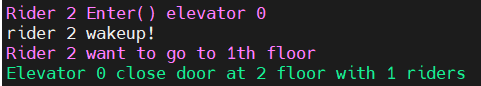 Rider 2 Enter() elevator 0
rider 2 wakeup!
Rider 2 want to go to 1th floor
Elevator 0 close door at 2 floor with 1 riders